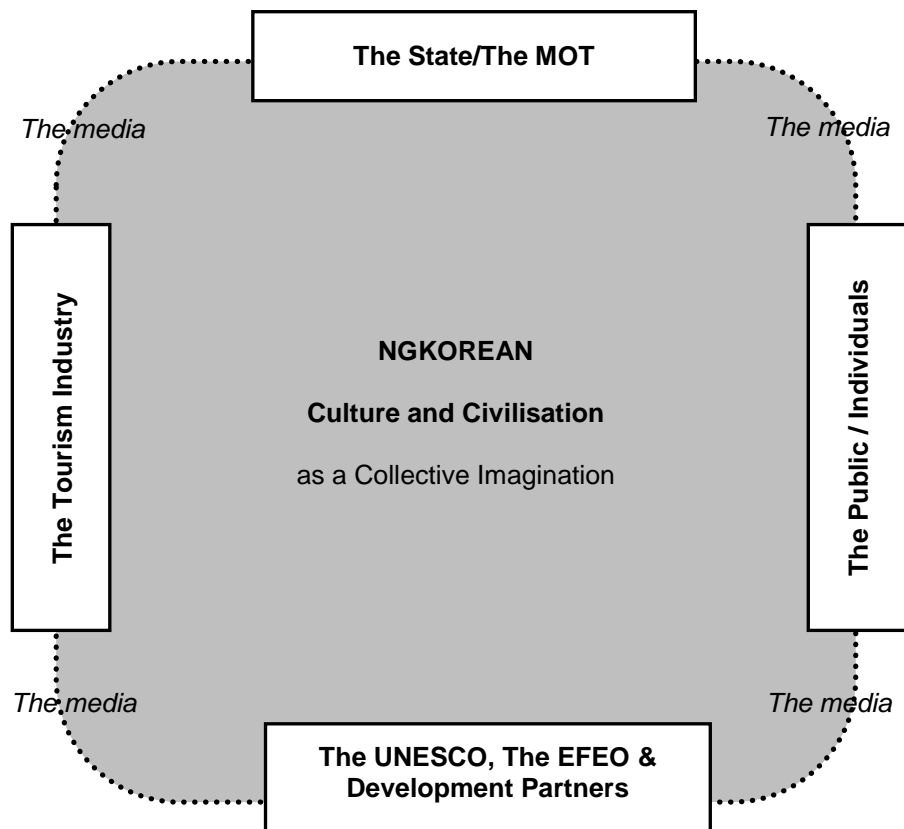 The State/The MOT
The media
The media
The Tourism Industry
The Public / Individuals
NGKOREAN
Culture and Civilisation
as a Collective Imagination
The media
The media
The UNESCO, The EFEO &
Development Partners